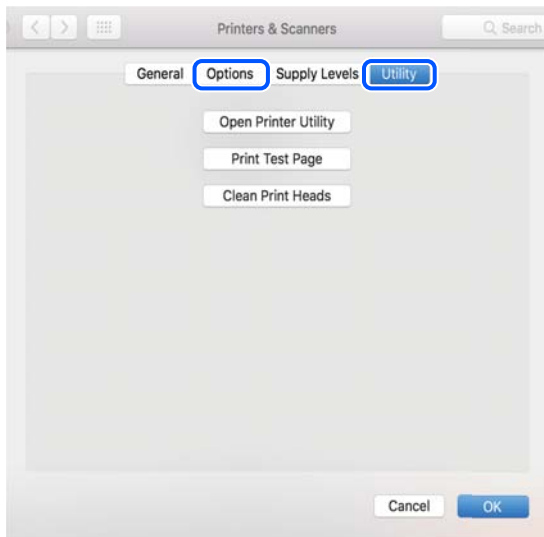 Printers & Scanners Search
General Options Supply Levels Utility
Open Printer Utility
Print Test Page
Clean Print Heads
Cancel OK